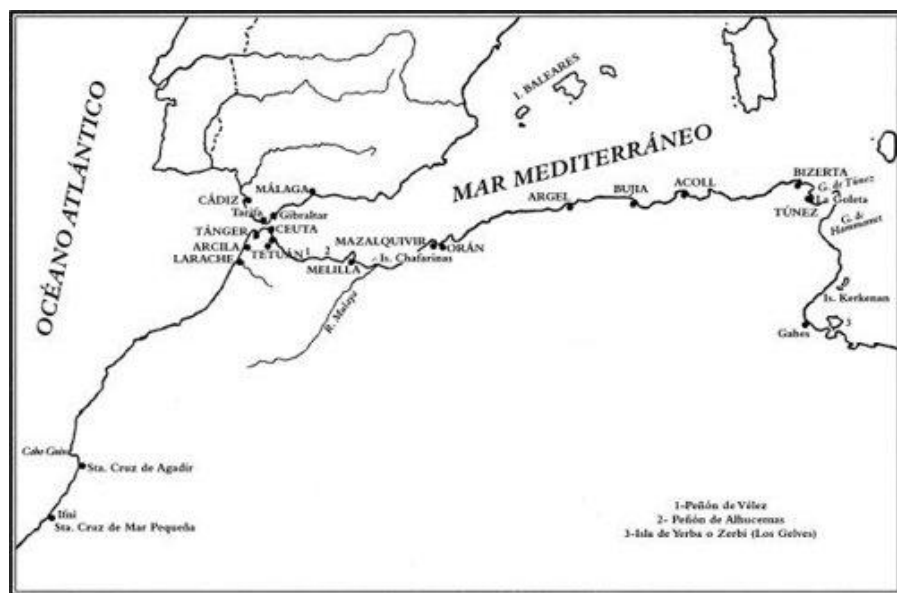 I. BALEARES
OCÉANO ATLÁNTICO
MAR MEDITERRÁNEO
BIZERTA
G. de Túnez
La Goleta
TÚNEZ
G. de
Hammamet
ACOLL
BUJIA
ARGEL
MÁLAGA
CÁDIZ
Tarifa
Gibraltar
CEUTA
TÁNGER
ARCILA
TETUÁN
LARACHE
1
2
MELILLA
MAZALQUIVIR
ORÁN
Is. Chafarinas
R. Muluya
Is. Kerkenan
Gabes
3
Sta. Cruz de Agadir
Ifni
Sta. Cruz de Mar Pequeña
1-Peñón de Vélez
2- Peñón de Alhucemas
3-Isla de Yerba o Zerbi (Los Gelves)